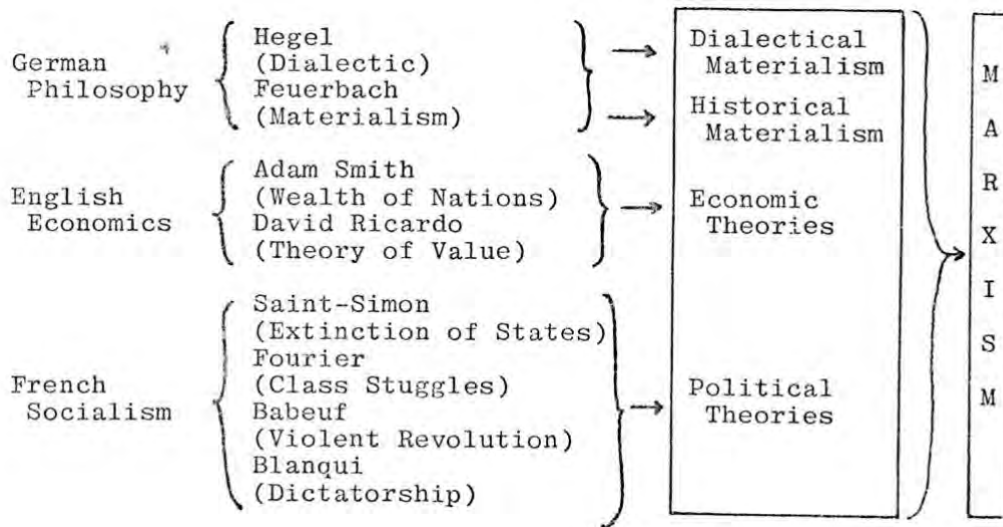 German
Philosophy
Hegel
(Dialectic)
Feuerbach
(Materialism)
Dialectical
Materialism
Historical
Materialism
English
Economics
Adam Smith
(Wealth of Nations)
David Ricardo
(Theory of Value)
Economic
Theories
French
Socialism
Saint-Simon
(Extinction of States)
Fourier
(Class Stuggles)
Babeuf
(Violent Revolution)
Blanqui
(Dictatorship)
Political
Theories
M
A
R
X
I
S
M